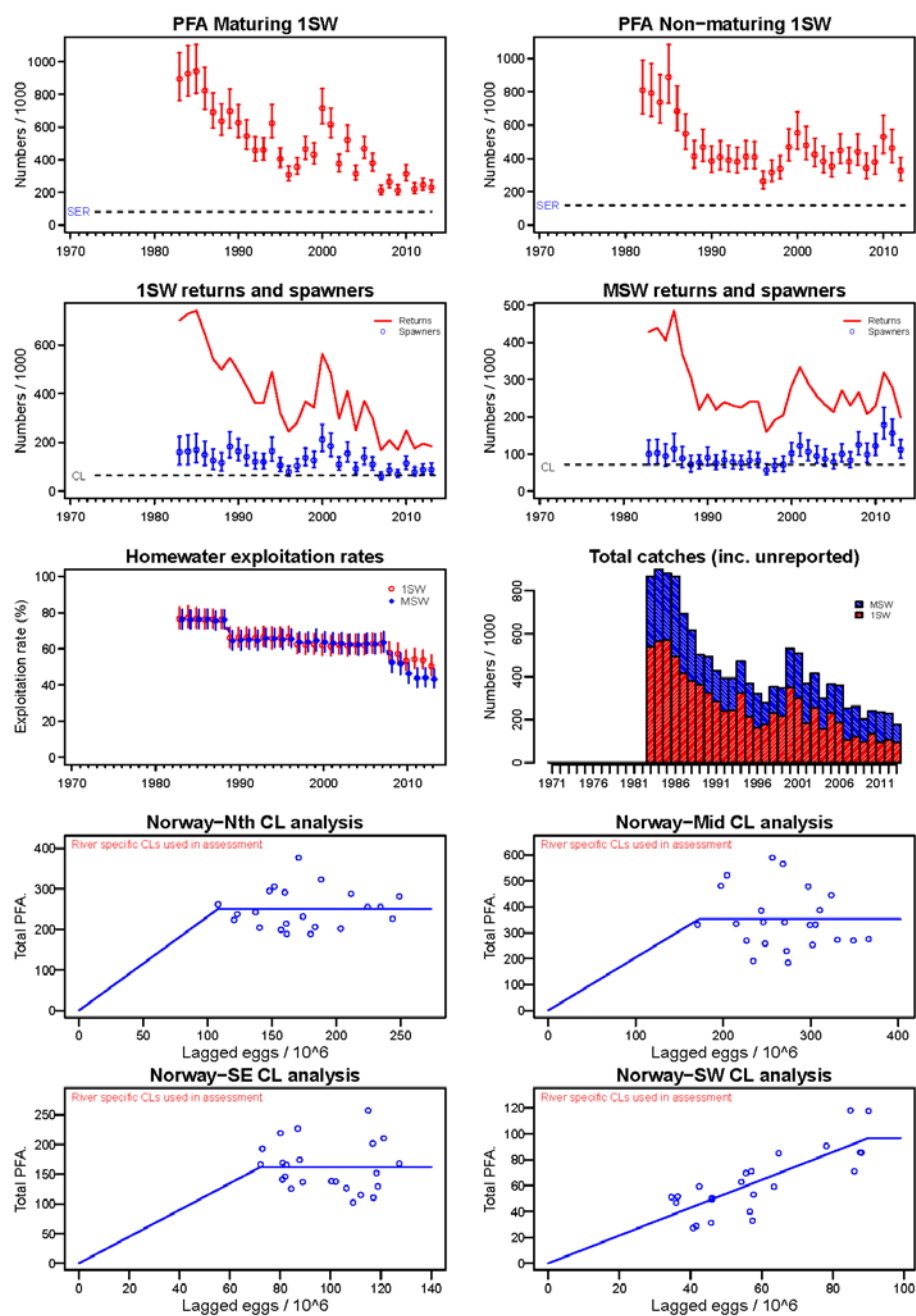 PFA Maturing 1SW
Numbers / 1000
1000
800
600
400
200
0
SER
1970 1980 1990 2000 2010
PFA Non-maturing 1SW
Numbers / 1000
1000
800
600
400
200
0
SER
1970 1980 1990 2000 2010
1SW returns and spawners
Numbers / 1000
600
400
200
0
Returns
Spawners
CL
1970 1980 1990 2000 2010
MSW returns and spawners
Numbers / 1000
500
400
300
200
100
0
Returns
Spawners
CL
1970 1980 1990 2000 2010
Homewater exploitation rates
Exploitation rate (%)
100
80
60
40
20
0
1SW
MSW
1970 1980 1990 2000 2010
Total catches (inc. unreported)
Numbers / 1000
800
600
400
200
0
MSW
1SW
1971 1976 1981 1986 1991 1996 2001 2006 2011
Norway-Nth CL analysis
River specific CLs used in assessment
Total PFA.
400
300
200
100
0
0 50 100 150 200 250
Lagged eggs / 10^6
Norway-Mid CL analysis
River specific CLs used in assessment
Total PFA.
600
500
400
300
200
100
0
0 100 200 300 400
Lagged eggs / 10^6
Norway-SE CL analysis
River specific CLs used in assessment
Total PFA.
250
200
150
100
50
0
0 20 40 60 80 100 120 140
Lagged eggs / 10^6
Norway-SW CL analysis
River specific CLs used in assessment
Total PFA.
120
100
80
60
40
20
0
0 20 40 60 80 100
Lagged eggs / 10^6